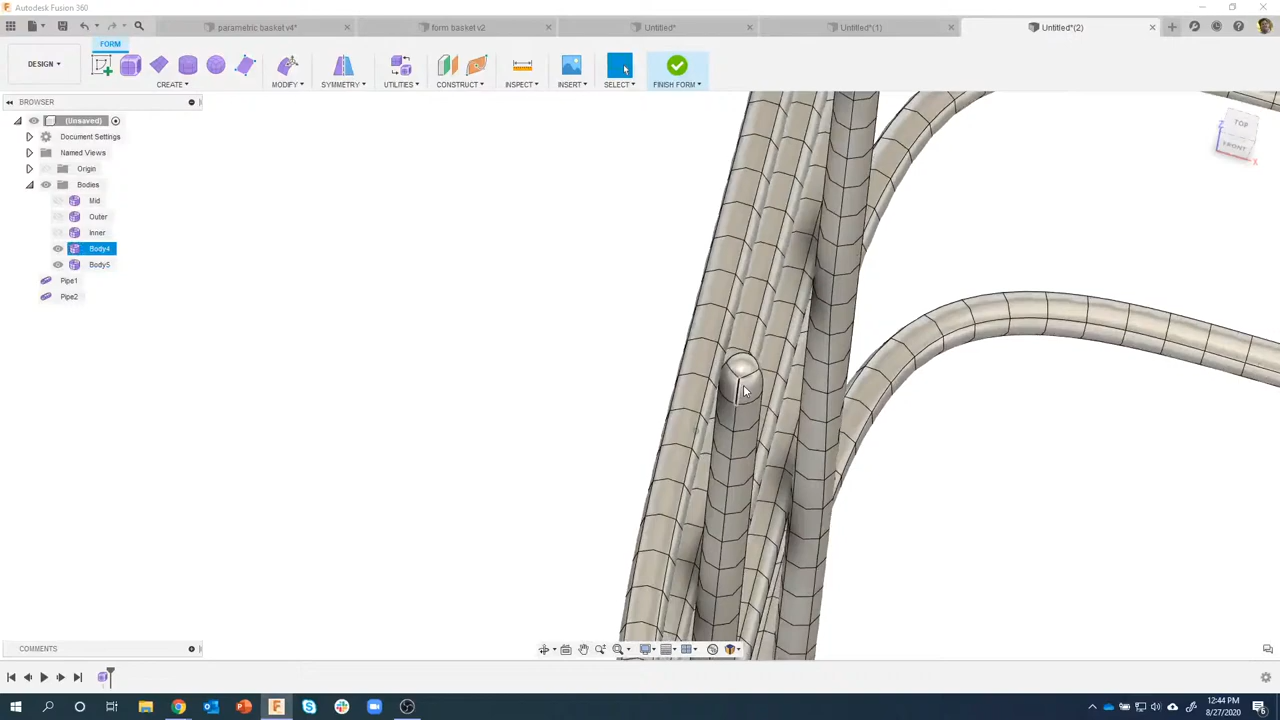 Autodesk Fusion 360
parametric basket v4*
form basket v2
Untitled*
Untitled*(1)
Untitled*(2)
DESIGN
FORM
CREATE
MODIFY
SYMMETRY
UTILITIES
CONSTRUCT
INSPECT
INSERT
SELECT
FINISH FORM
BROWSER
(Unsaved)
Document Settings
Named Views
Origin
Bodies
Mid
Outer
Inner
Body4
Body5
Pipe1
Pipe2
TOP
FRONT
Z
X
COMMENTS
12:44 PM
8/27/2020